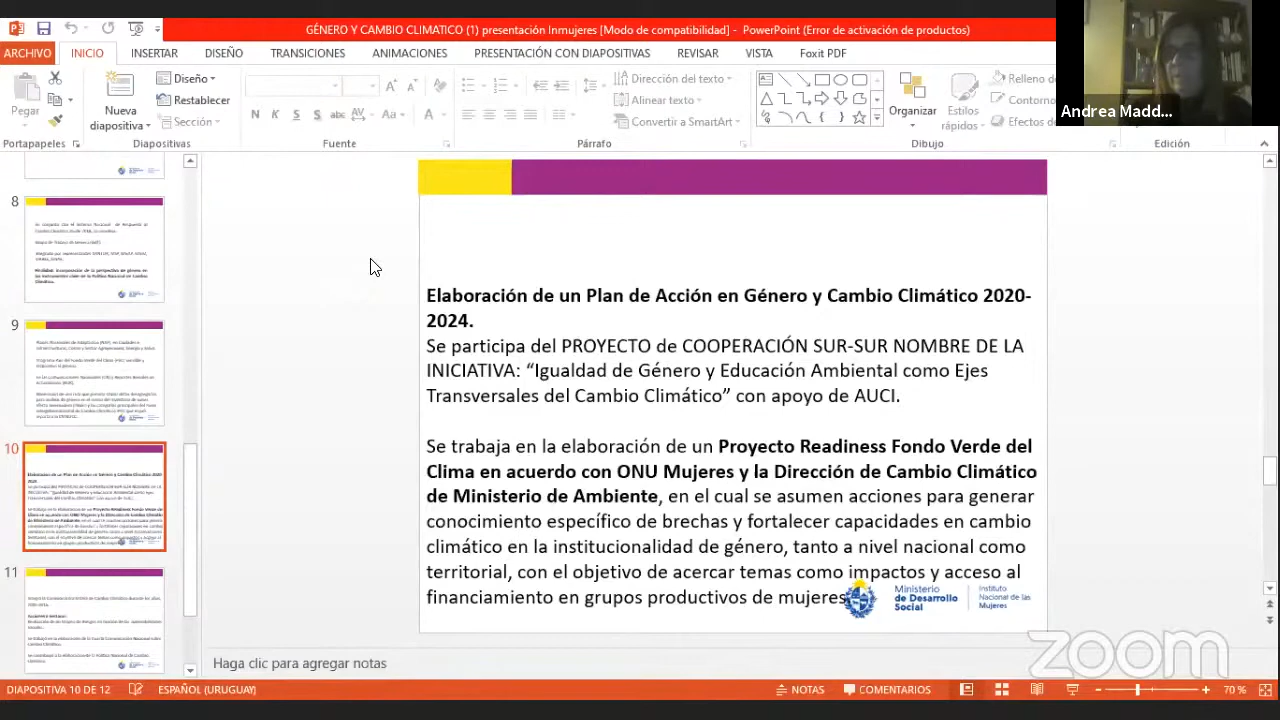 GÉNERO Y CAMBIO CLIMATICO (1) presentación Inmujeres [Modo de compatibilidad] - PowerPoint (Error de activación de productos)
ARCHIVO INICIO INSERTAR DISEÑO TRANSICIONES ANIMACIONES PRESENTACIÓN CON DIAPOSITIVAS REVISAR VISTA Foxit PDF
Pegar
Nueva
diapositiva
Diseño
Restablecer
Sección
N K S S abc AV Aa A
Dirección del texto
Alinear texto
Convertir a SmartArt
Organizar
Estilos
rápidos
Relleno de
Contorno
Efectos de
Andrea Madd...
Portapapeles Diapositivas Fuente Párrafo Dibujo Edición
8
9
10
11
Elaboración de un Plan de Acción en Género y Cambio Climático 2020-
2024.
Se participa del PROYECTO de COOPERACIÓN SUR SUR NOMBRE DE LA
INICIATIVA: “Igualdad de Género y Educación Ambiental como Ejes
Transversales del Cambio Climático” con apoyo de AUCI.
Se trabaja en la elaboración de un Proyecto Readiness Fondo Verde del
Clima en acuerdo con ONU Mujeres y la Dirección de Cambio Climático
de Ministerio de Ambiente, en el cual se realizan acciones para generar
conocimiento específico de brechas y fortalecer capacidades en cambio
climático en la institucionalidad de género, tanto a nivel nacional como
territorial, con el objetivo de acercar temas como impactos y acceso al
financiamiento en grupos productivos de mujeres
Ministerio
de Desarrollo
Social
Instituto
Nacional de las
Mujeres
zoom
Haga clic para agregar notas
DIAPOSITIVA 10 DE 12 ESPAÑOL (URUGUAY) NOTAS COMENTARIOS 70 %